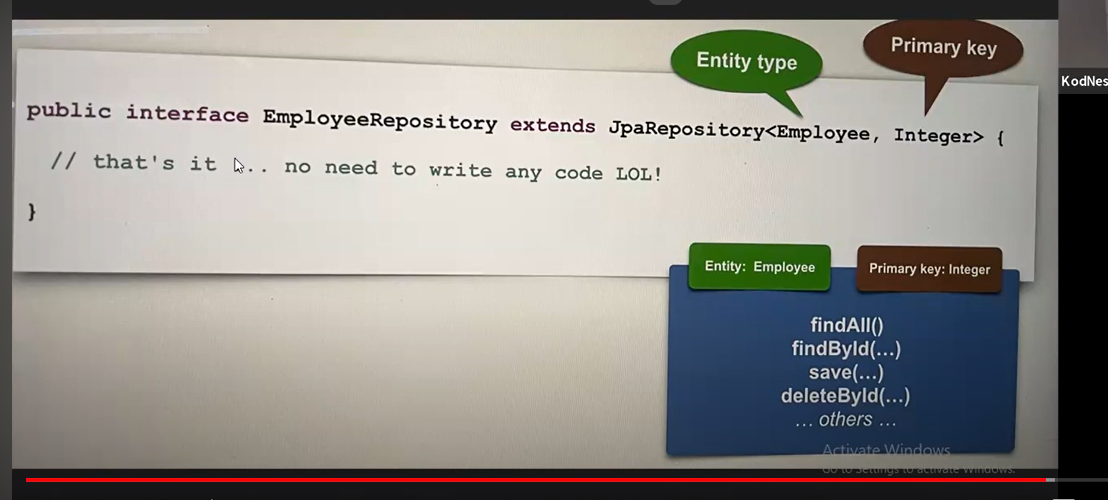 Entity type
Primary key
KodNes
public interface EmployeeRepository extends JpaRepository<Employee, Integer> {
// that's it ... no need to write any code LOL!
}
Entity: Employee
Primary key: Integer
findAll()
findById(...)
save(...)
deleteById(...)
... others ...
Activate Windows
Go to Settings to activate Windows.